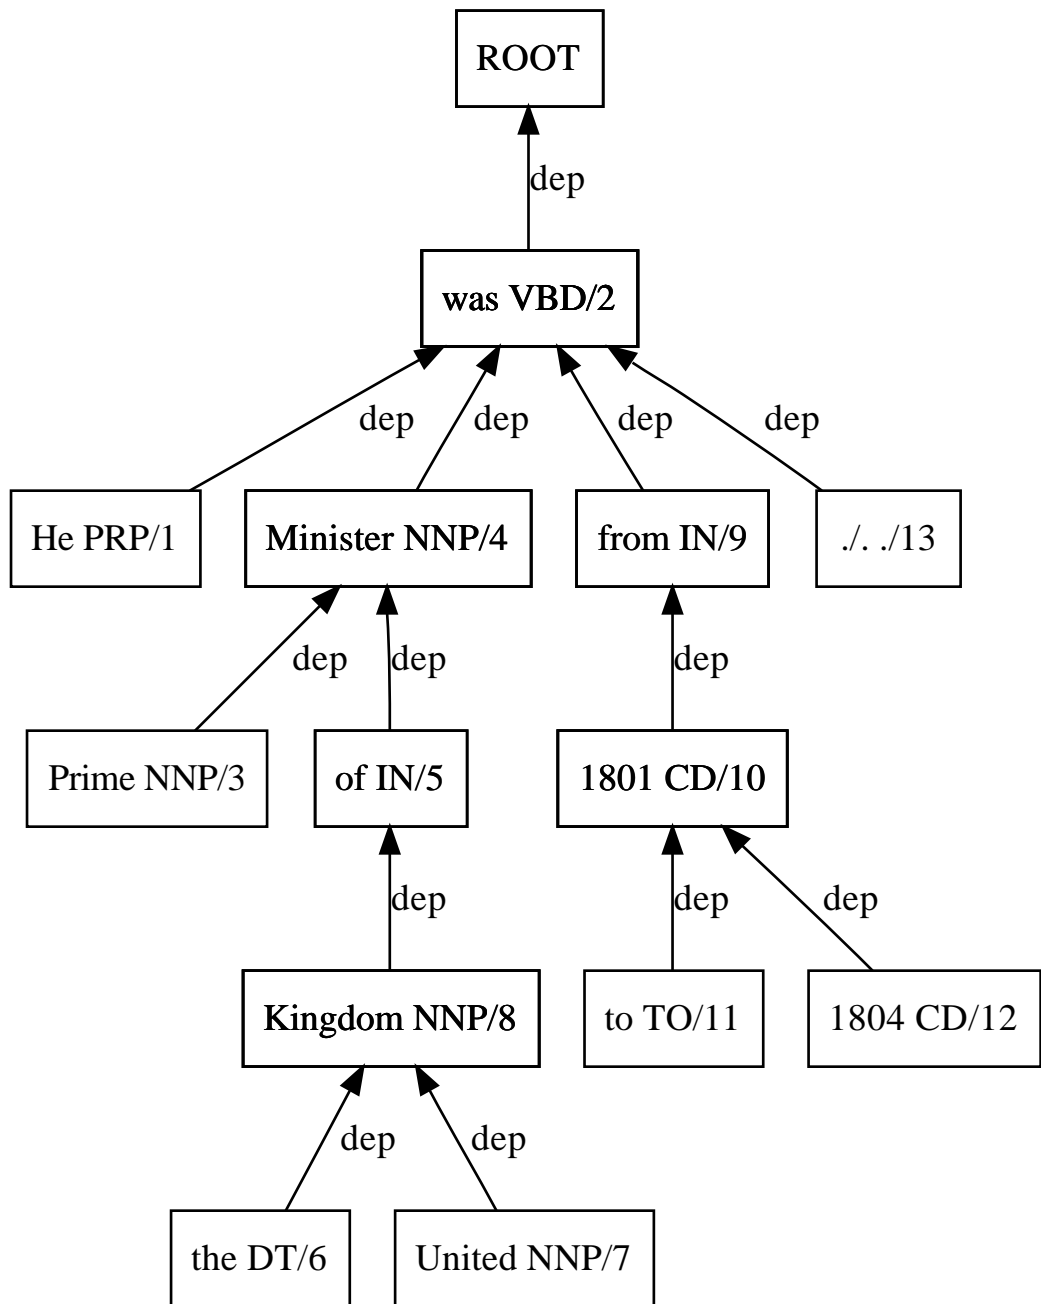 ROOT
dep
was VBD/2
dep dep dep dep
He PRP/1 Minister NNP/4 from IN/9 ./. ./13
dep dep dep
Prime NNP/3 of IN/5 1801 CD/10
dep dep dep
Kingdom NNP/8 to TO/11 1804 CD/12
dep dep
the DT/6 United NNP/7